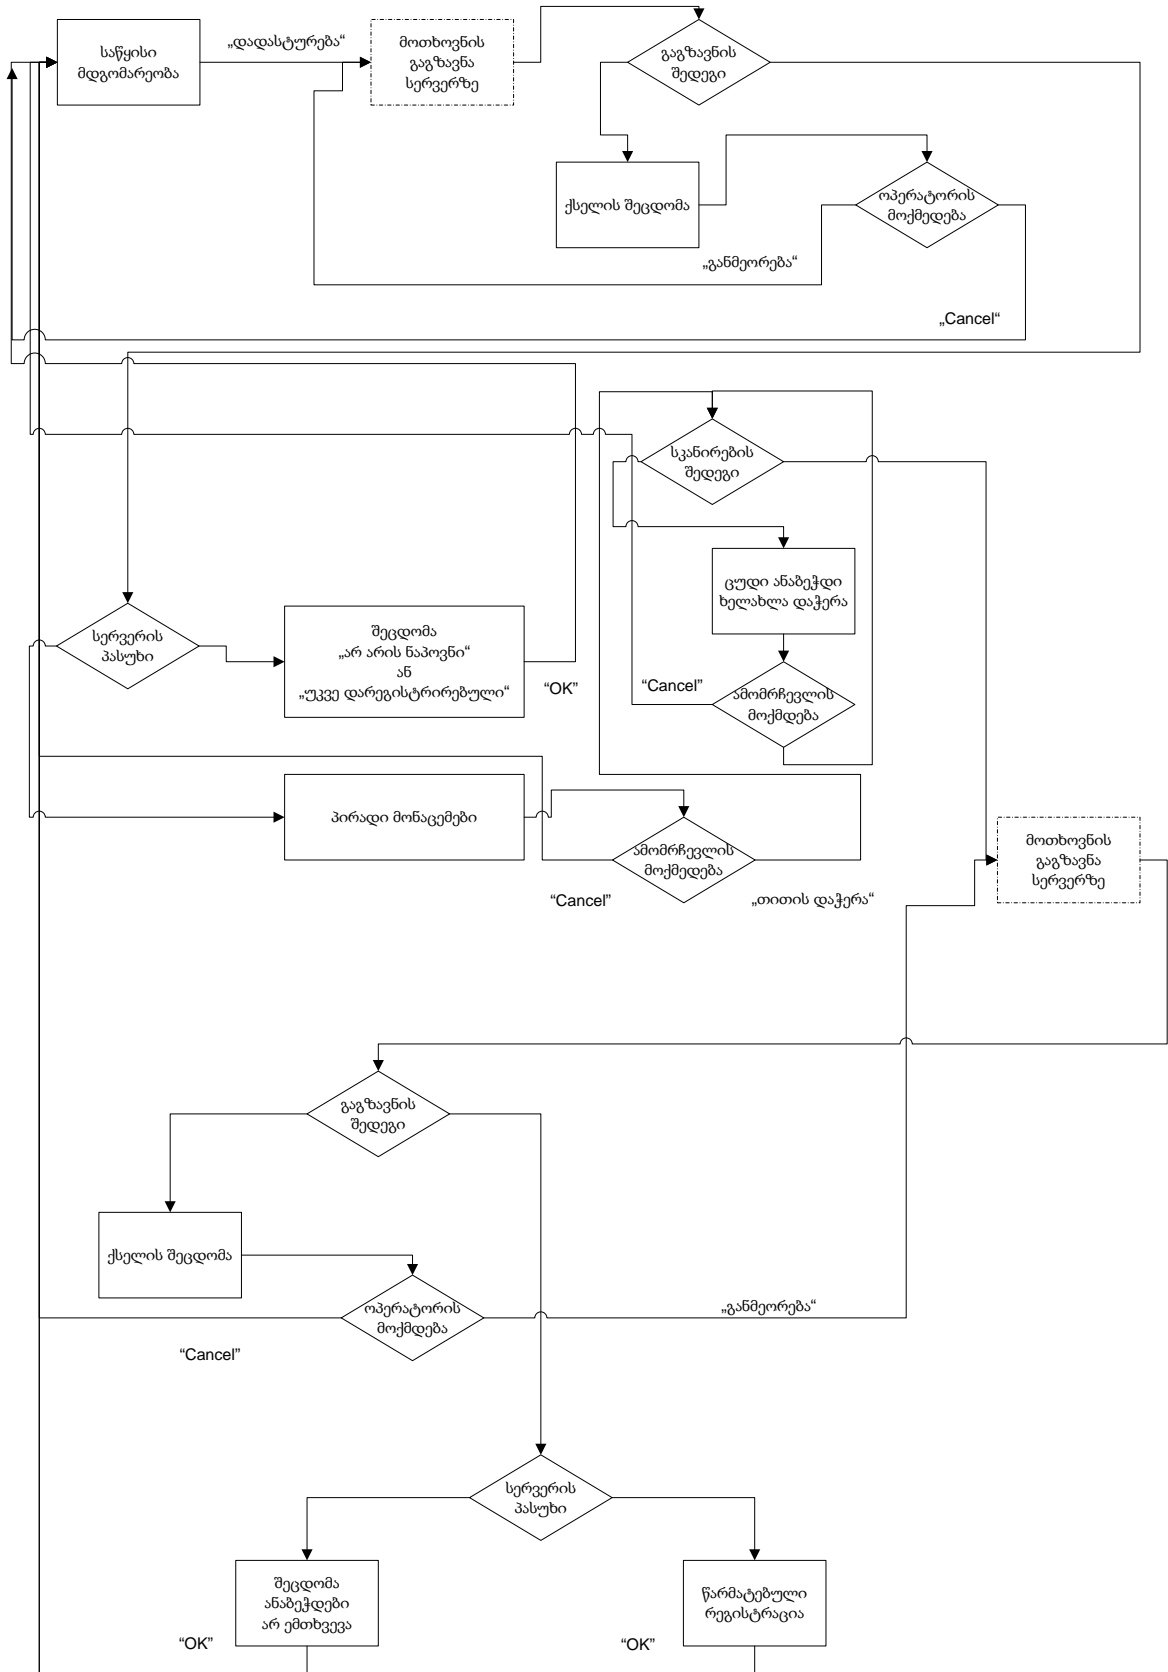 საწყისი
მდგომარეობა
„დადასტურება“
მოთხოვნის
გაგზავნა
სერვერზე
გაგზავნის
შედეგი
ქსელის შეცდომა
ოპერატორის
მოქმედება
„განმეორება“
„Cancel“
სკანირების
შედეგი
ცუდი ანაბეჭდი
ხელახლა დაჭერა
სერვერის
პასუხი
შეცდომა
„არ არის ნაპოვნი“
ან
„უკვე დარეგისტრირებული“
“OK”
“Cancel”
ამომრჩევლის
მოქმდება
პირადი მონაცემები
ამომრჩევლის
მოქმედება
“Cancel”
„თითის დაჭერა“
მოთხოვნის
გაგზავნა
სერვერზე
გაგზავნის
შედეგი
ქსელის შეცდომა
ოპერატორის
მოქმდება
„განმეორება“
“Cancel”
სერვერის
პასუხი
შეცდომა
ანაბეჭდები
არ ემთხვევა
წარმატებული
რეგისტრაცია
“OK”
“OK”